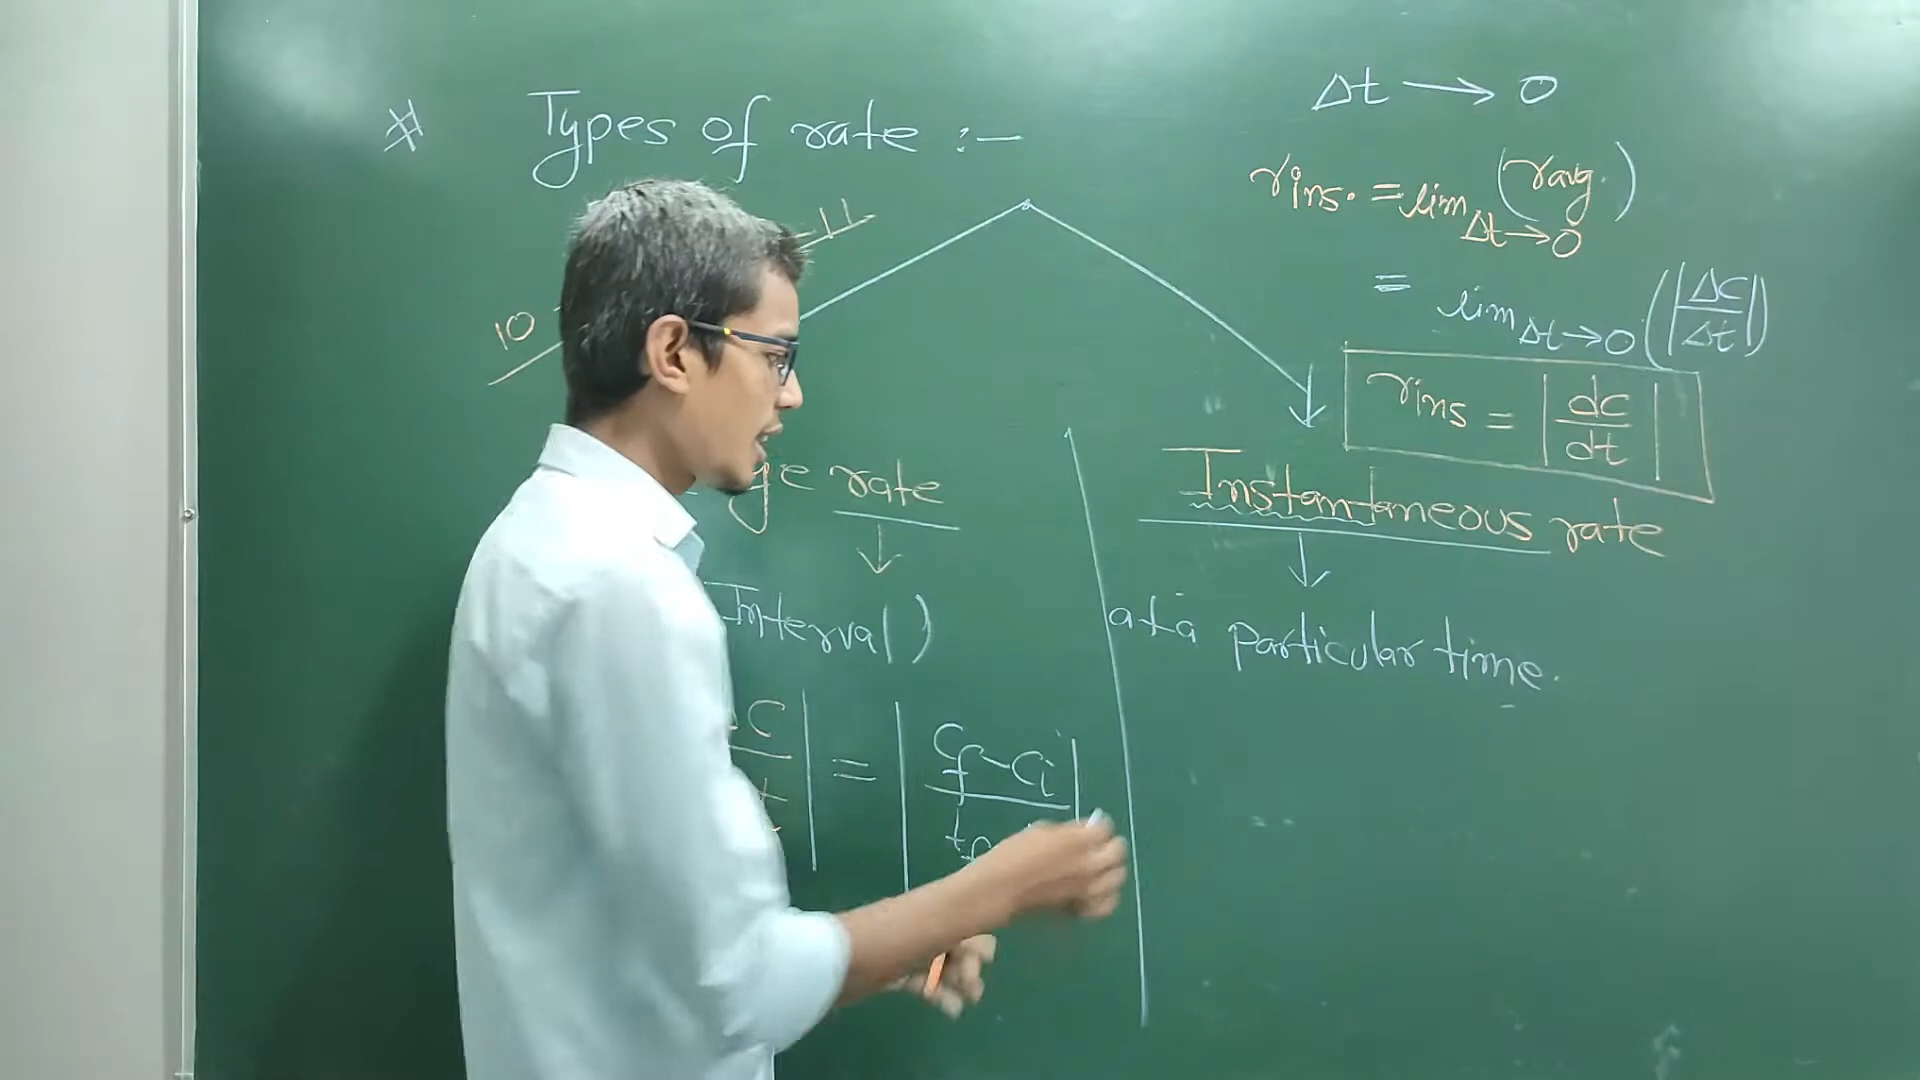 ※ Types of rate :-
10
11
rate
Interval)
C
= | Cf-Ci
Δt → 0
rins. = lim Δt→0 (ravg.)
= lim Δt→0 (|ΔC/Δt|)
rins = |dc/dt|
Instantaneous rate
at a particular time.